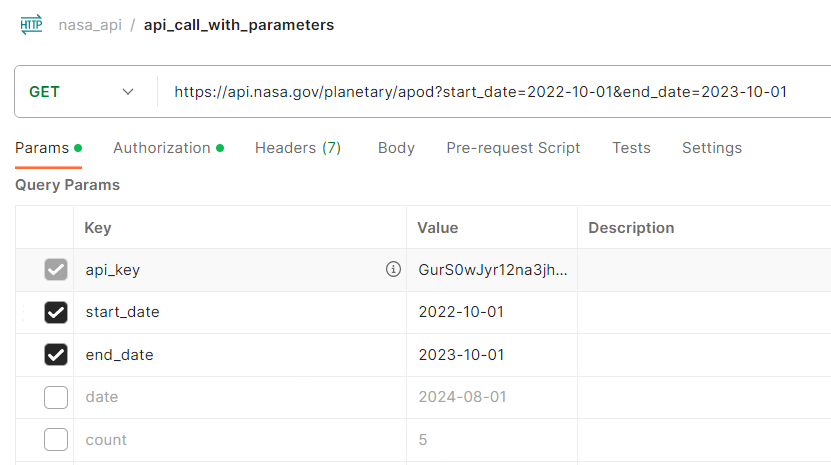 HTTP nasa_api / api_call_with_parameters
GET https://api.nasa.gov/planetary/apod?start_date=2022-10-01&end_date=2023-10-01
Params Authorization Headers (7) Body Pre-request Script Tests Settings
Query Params
Key Value Description
api_key GurS0wJyr12na3jh...
start_date 2022-10-01
end_date 2023-10-01
date 2024-08-01
count 5